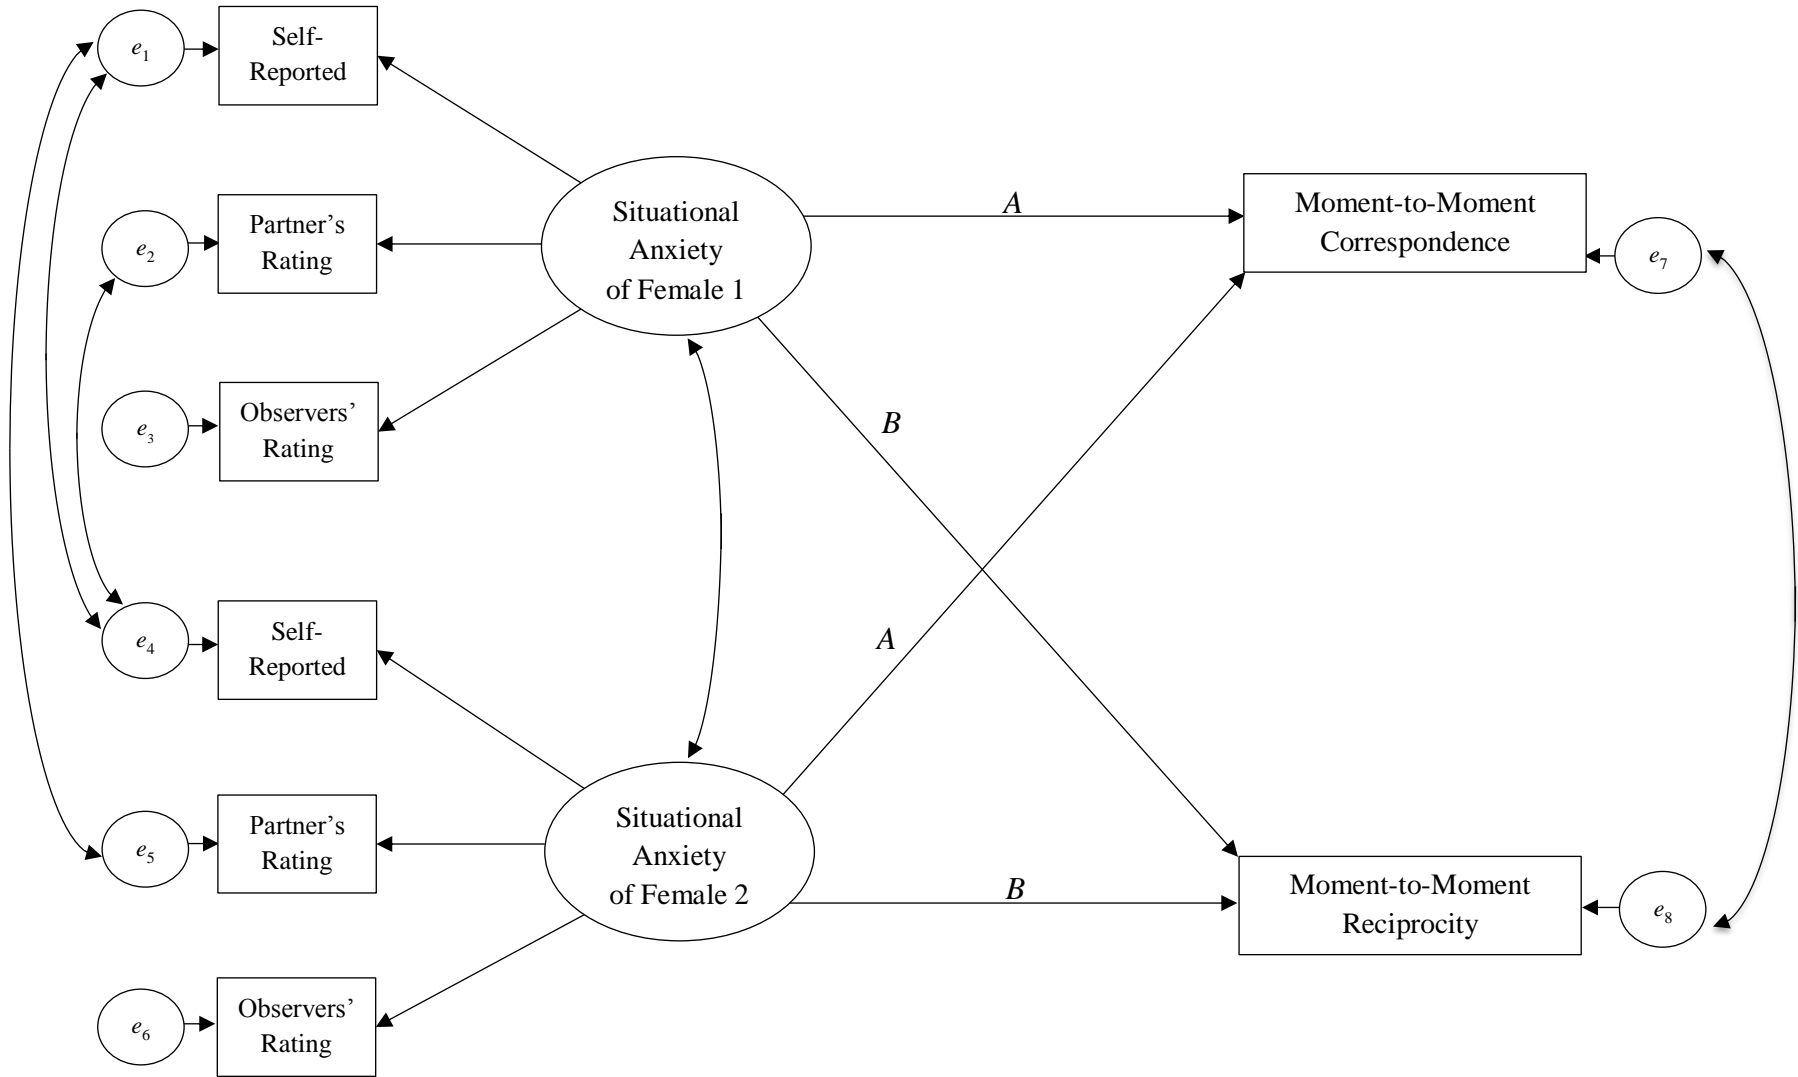 e1
Self-
Reported
e2
Partner’s
Rating
e3
Observers’
Rating
e4
Self-
Reported
e5
Partner’s
Rating
e6
Observers’
Rating
Situational
Anxiety
of Female 1
Situational
Anxiety
of Female 2
A
B
A
B
Moment-to-Moment
Correspondence
e7
Moment-to-Moment
Reciprocity
e8